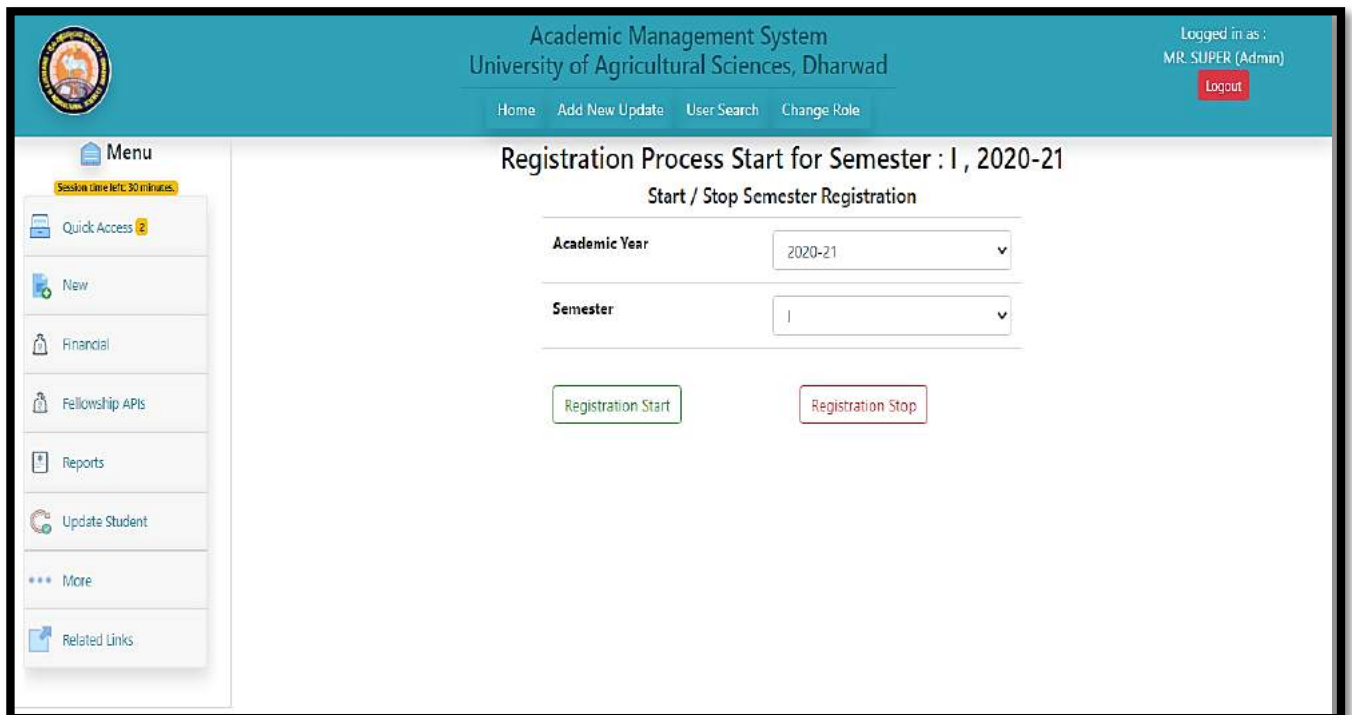 Academic Management System
University of Agricultural Sciences, Dharwad
Home Add New Update User Search Change Role
Logged in as :
MR. SUPER (Admin)
Logout
Menu
Session time left: 30 minutes.
Quick Access 2
New
Financial
Fellowship APIs
Reports
Update Student
More
Related Links
Registration Process Start for Semester : I , 2020-21
Start / Stop Semester Registration
Academic Year 2020-21
Semester I
Registration Start Registration Stop